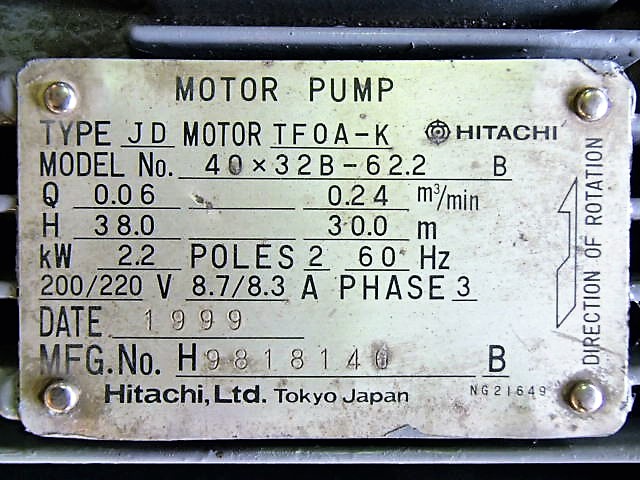 MOTOR PUMP
TYPE JD MOTOR TFOA-K HITACHI
MODEL No. 40×32B-62.2 B
Q 0.06 0.24 m³/min
H 38.0 30.0 m
kW 2.2 POLES 2 60 Hz
200/220 V 8.7/8.3 A PHASE 3
DATE 1999
MFG.No. H9818140 B
Hitachi,Ltd. Tokyo Japan NG21649
DIRECTION OF ROTATION